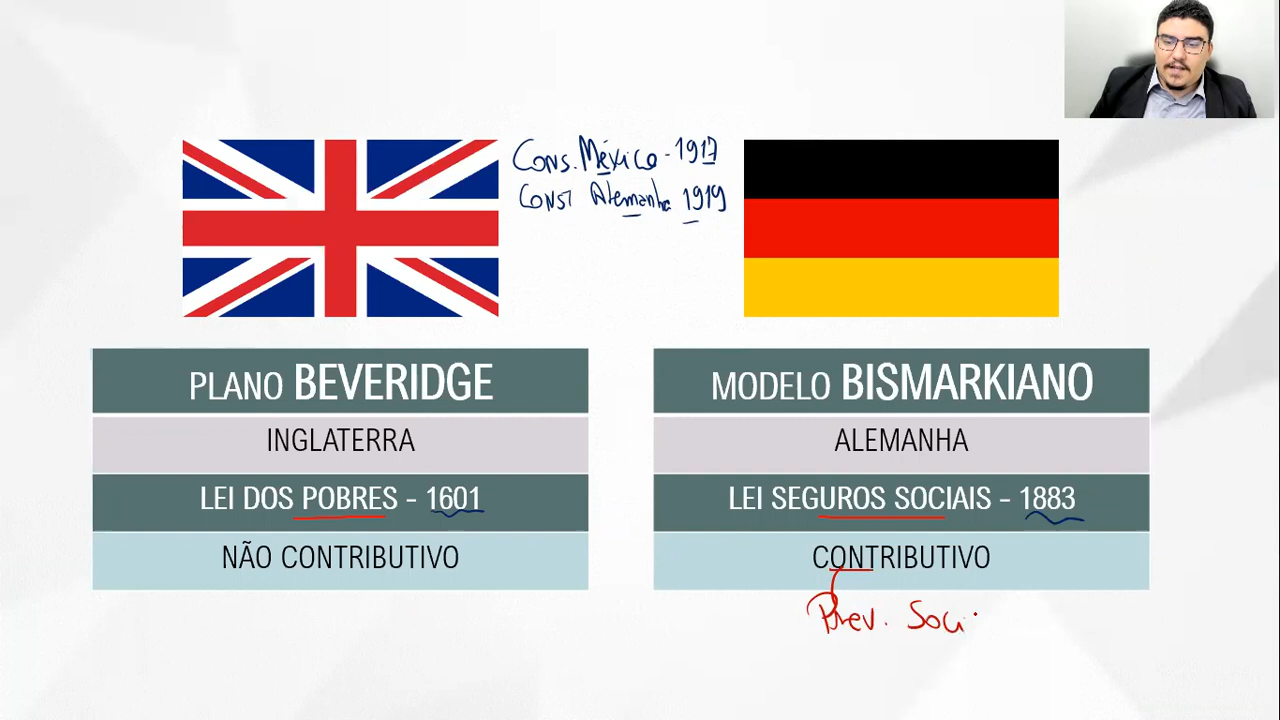 Cons. México - 1917
CONST Alemanha 1919
PLANO BEVERIDGE
INGLATERRA
LEI DOS POBRES - 1601
NÃO CONTRIBUTIVO
MODELO BISMARKIANO
ALEMANHA
LEI SEGUROS SOCIAIS - 1883
CONTRIBUTIVO
Prev. Soci